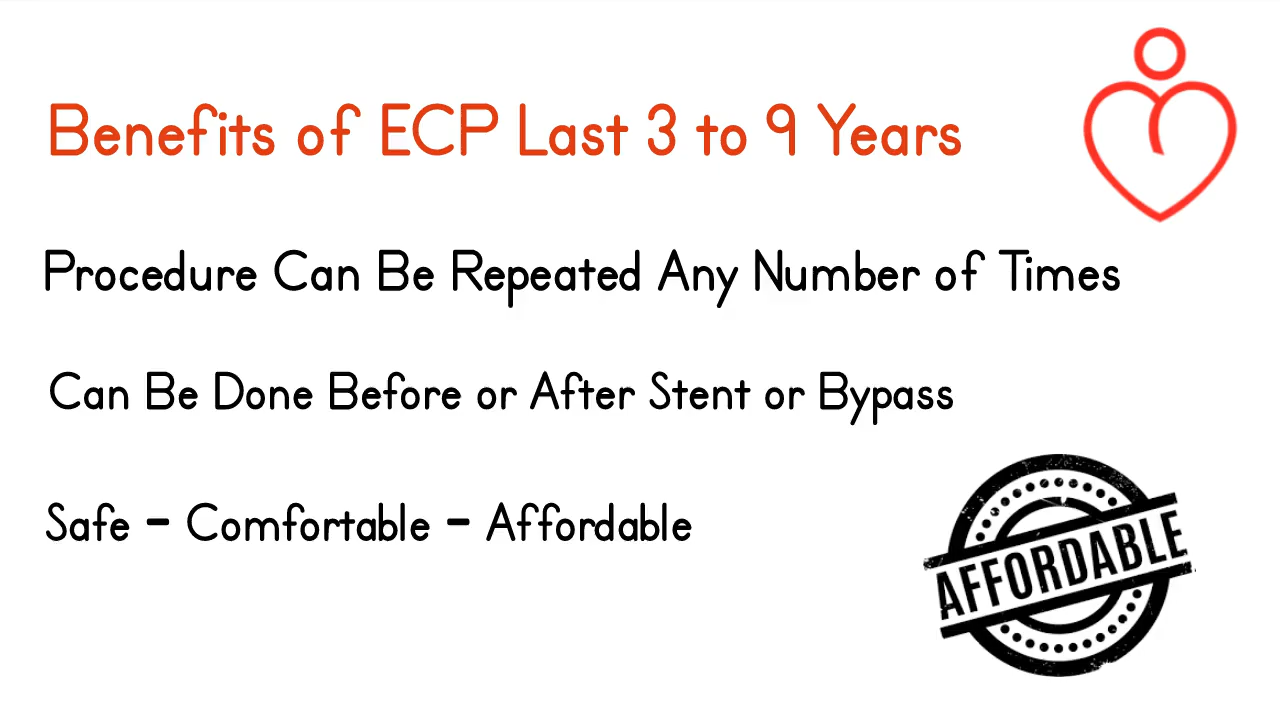 Benefits of ECP Last 3 to 9 Years
Procedure Can Be Repeated Any Number of Times
Can Be Done Before or After Stent or Bypass
Safe - Comfortable - Affordable
AFFORDABLE